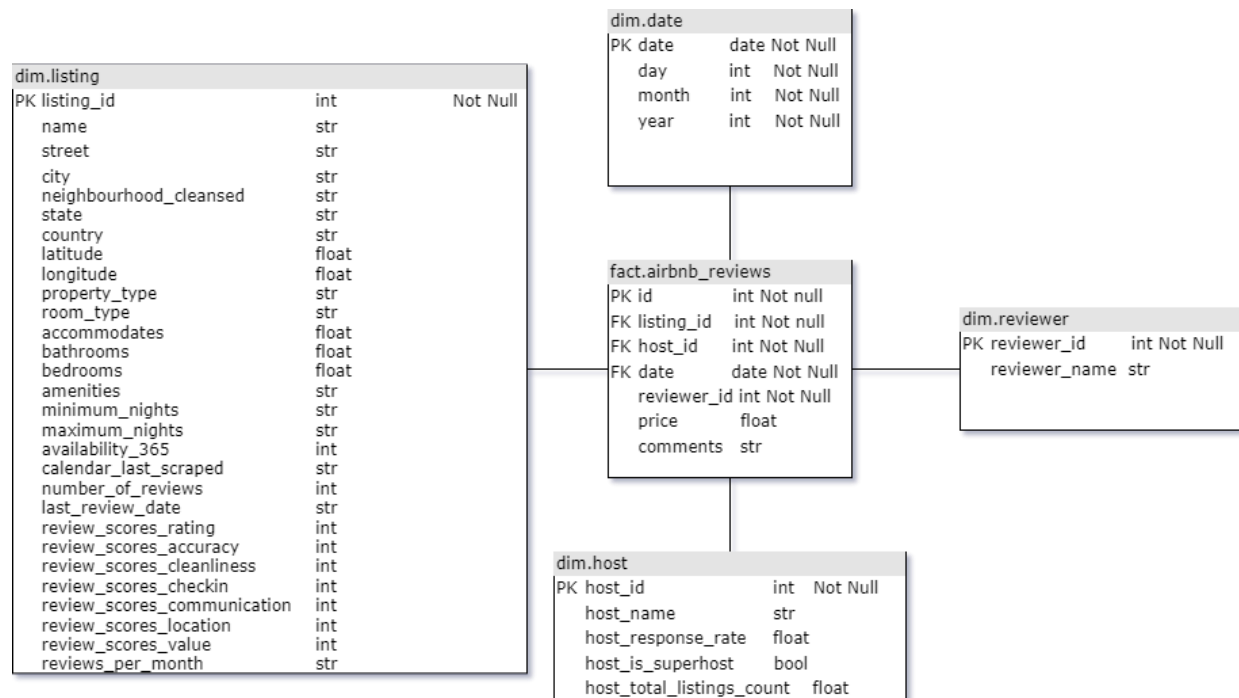 dim.date
PK date date Not Null
day int Not Null
month int Not Null
year int Not Null
dim.listing
PK listing_id int Not Null
name str
street str
city str
neighbourhood_cleansed str
state str
country str
latitude float
longitude float
property_type str
room_type str
accommodates float
bathrooms float
bedrooms float
amenities str
minimum_nights str
maximum_nights str
availability_365 int
calendar_last_scraped str
number_of_reviews int
last_review_date str
review_scores_rating int
review_scores_accuracy int
review_scores_cleanliness int
review_scores_checkin int
review_scores_communication int
review_scores_location int
review_scores_value int
reviews_per_month str
fact.airbnb_reviews
PK id int Not null
FK listing_id int Not null
FK host_id int Not Null
FK date date Not Null
reviewer_id int Not Null
price float
comments str
dim.reviewer
PK reviewer_id int Not Null
reviewer_name str
dim.host
PK host_id int Not Null
host_name str
host_response_rate float
host_is_superhost bool
host_total_listings_count float